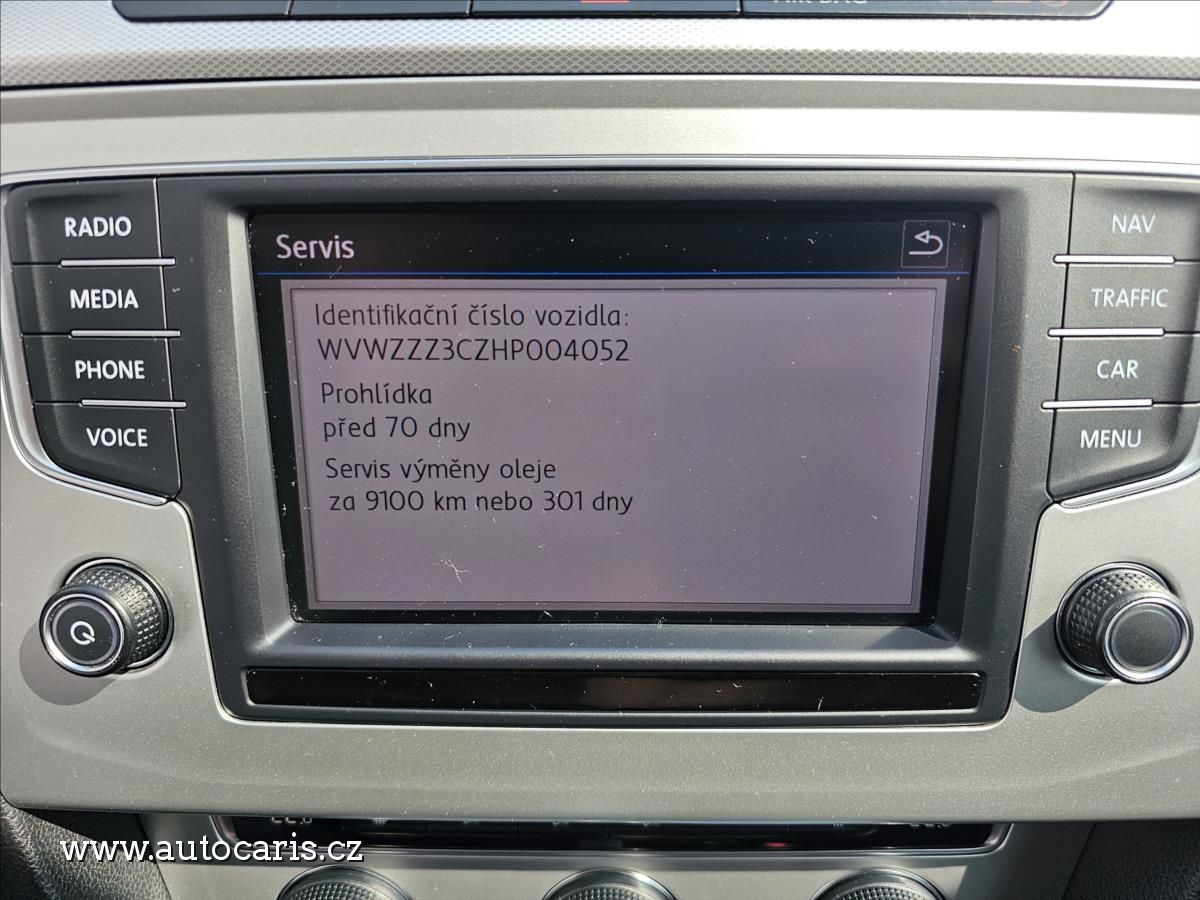 RADIO
MEDIA
PHONE
VOICE
Servis
Identifikační číslo vozidla:
WVWZZZ3CZHP004052
Prohlídka
před 70 dny
Servis výměny oleje
za 9100 km nebo 301 dny
NAV
TRAFFIC
CAR
MENU
www.autocaris.cz